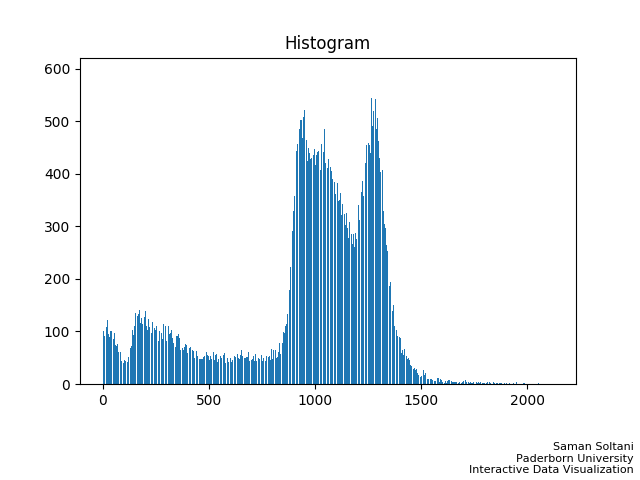 Histogram
600
500
400
300
200
100
0
0 500 1000 1500 2000
Saman Soltani
Paderborn University
Interactive Data Visualization